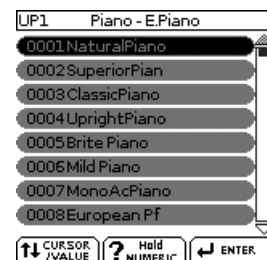 UP1 Piano - E.Piano
0001 NaturalPiano
0002 SuperiorPian
0003 ClassicPiano
0004 UprightPiano
0005 Brite Piano
0006 Mild Piano
0007 MonoAcPiano
0008 European Pf
CURSOR /VALUE ? Hold NUMERIC ENTER